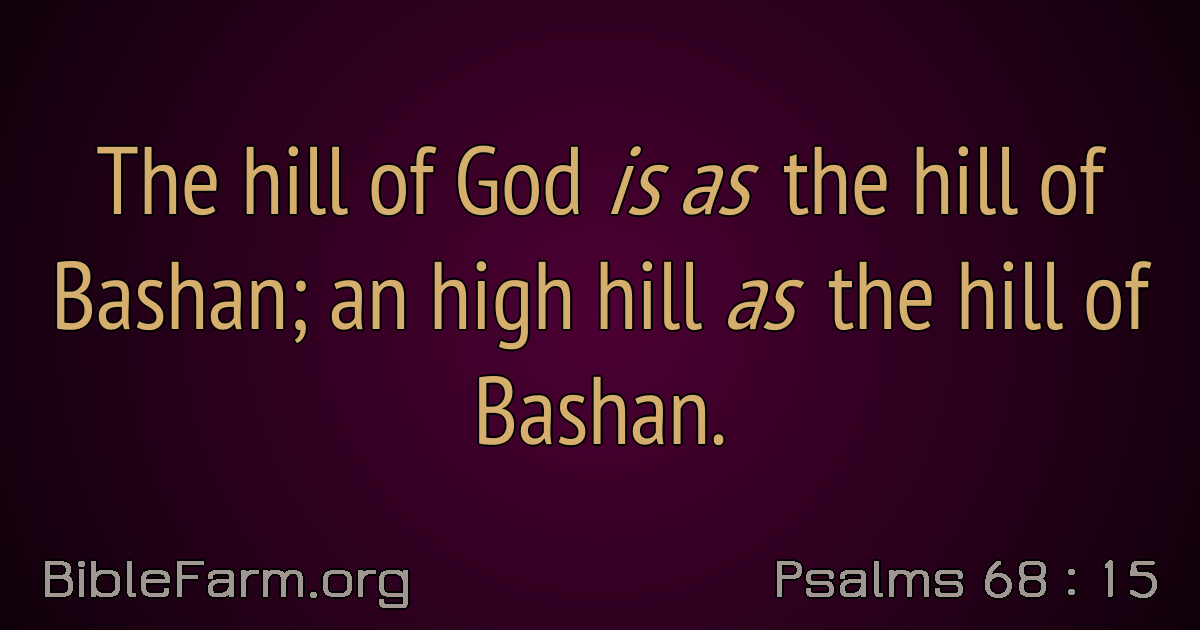 The hill of God is as the hill of
Bashan; an high hill as the hill of
Bashan.
BibleFarm.org
Psalms 68 : 15